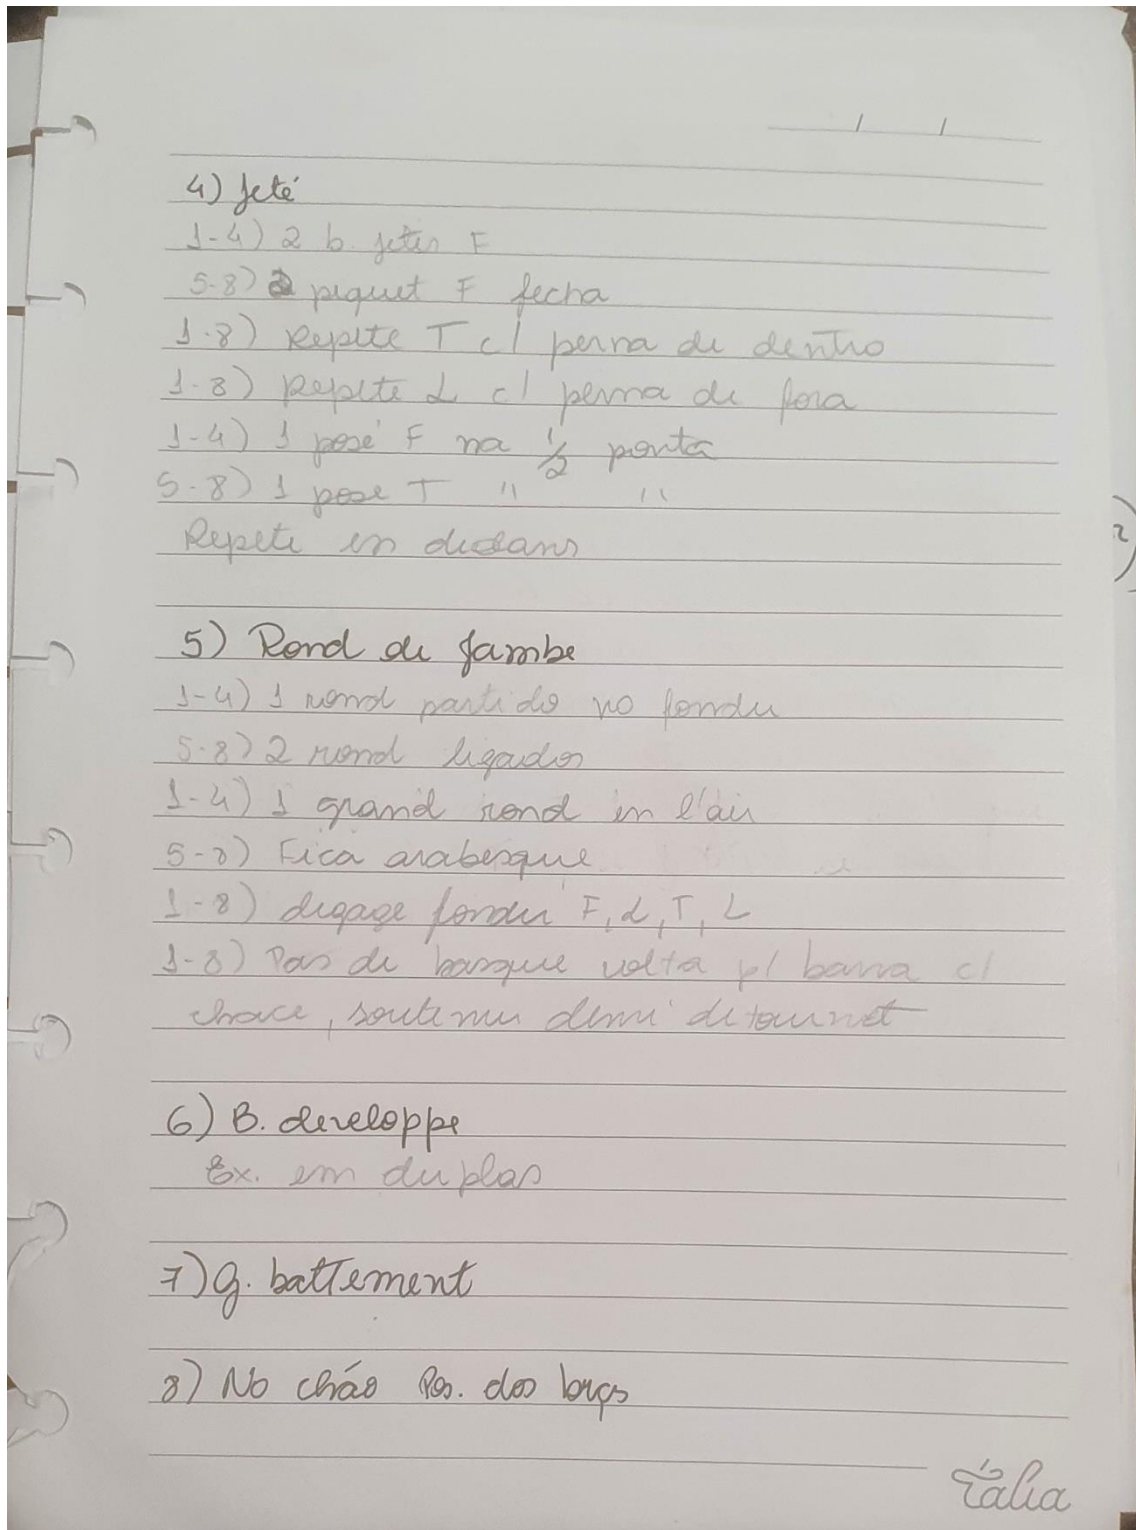 / /
4) Jeté
1-4) 2 b. jetés F
5-8) 2 piquet F fecha
1-8) Repete T c/ perna de dentro
1-8) Repete L c/ perna de fora
1-4) 1 posé F na 1/2 ponta
5-8) 1 pose T " "
Repete en dedans
2)
5) Rond de Jambe
1-4) 1 rond partido no fondu
5-8) 2 rond ligados
1-4) 1 grand rond en l'air
5-8) Fica arabesque
1-8) degage fondu F, L, T, L
1-8) Pas de basque volta p/ barra c/
chace, soutenu demi detournet
6) B. developpe
Ex. em duplas
7) G. battement
8) No chão Pos. dos braços
Tália